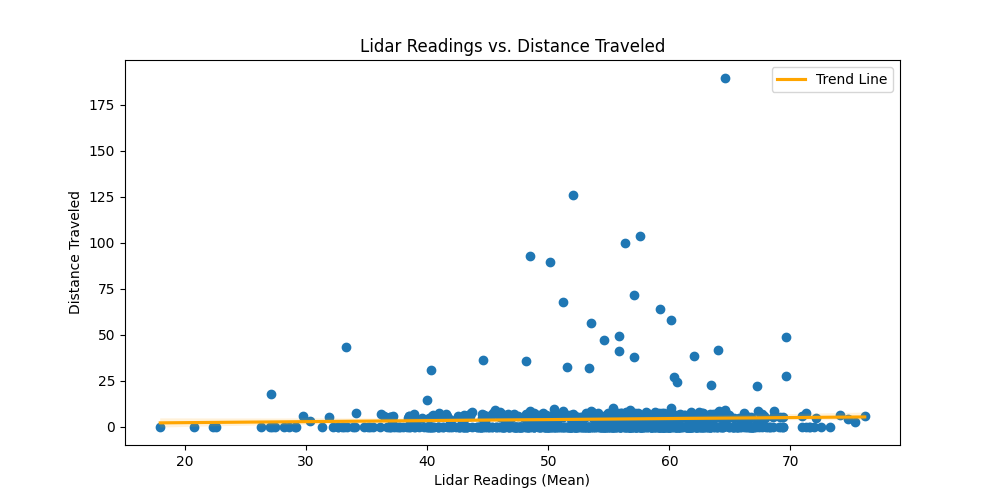 Lidar Readings vs. Distance Traveled
Trend Line
175
150
125
100
75
50
25
0
Distance Traveled
20 30 40 50 60 70
Lidar Readings (Mean)